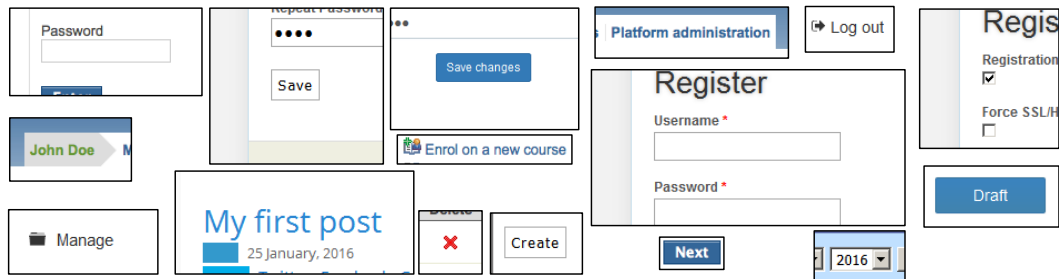 Password
Repeat Password
Save
Save changes
Platform administration
Log out
Regis
Registration
Force SSL/H
Register
Username *
Password *
John Doe
M
Enrol on a new course
Draft
Manage
My first post
25 January, 2016
Delete
Create
Next
2016